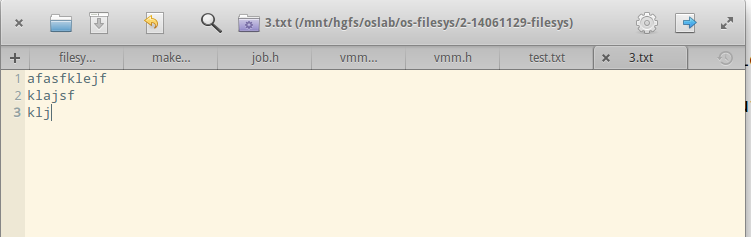 3.txt (/mnt/hgfs/oslab/os-filesys/2-14061129-filesys)
filesy... make... job.h vmm... vmm.h test.txt 3.txt
1 afasfklejf
2 klajsf
3 klj